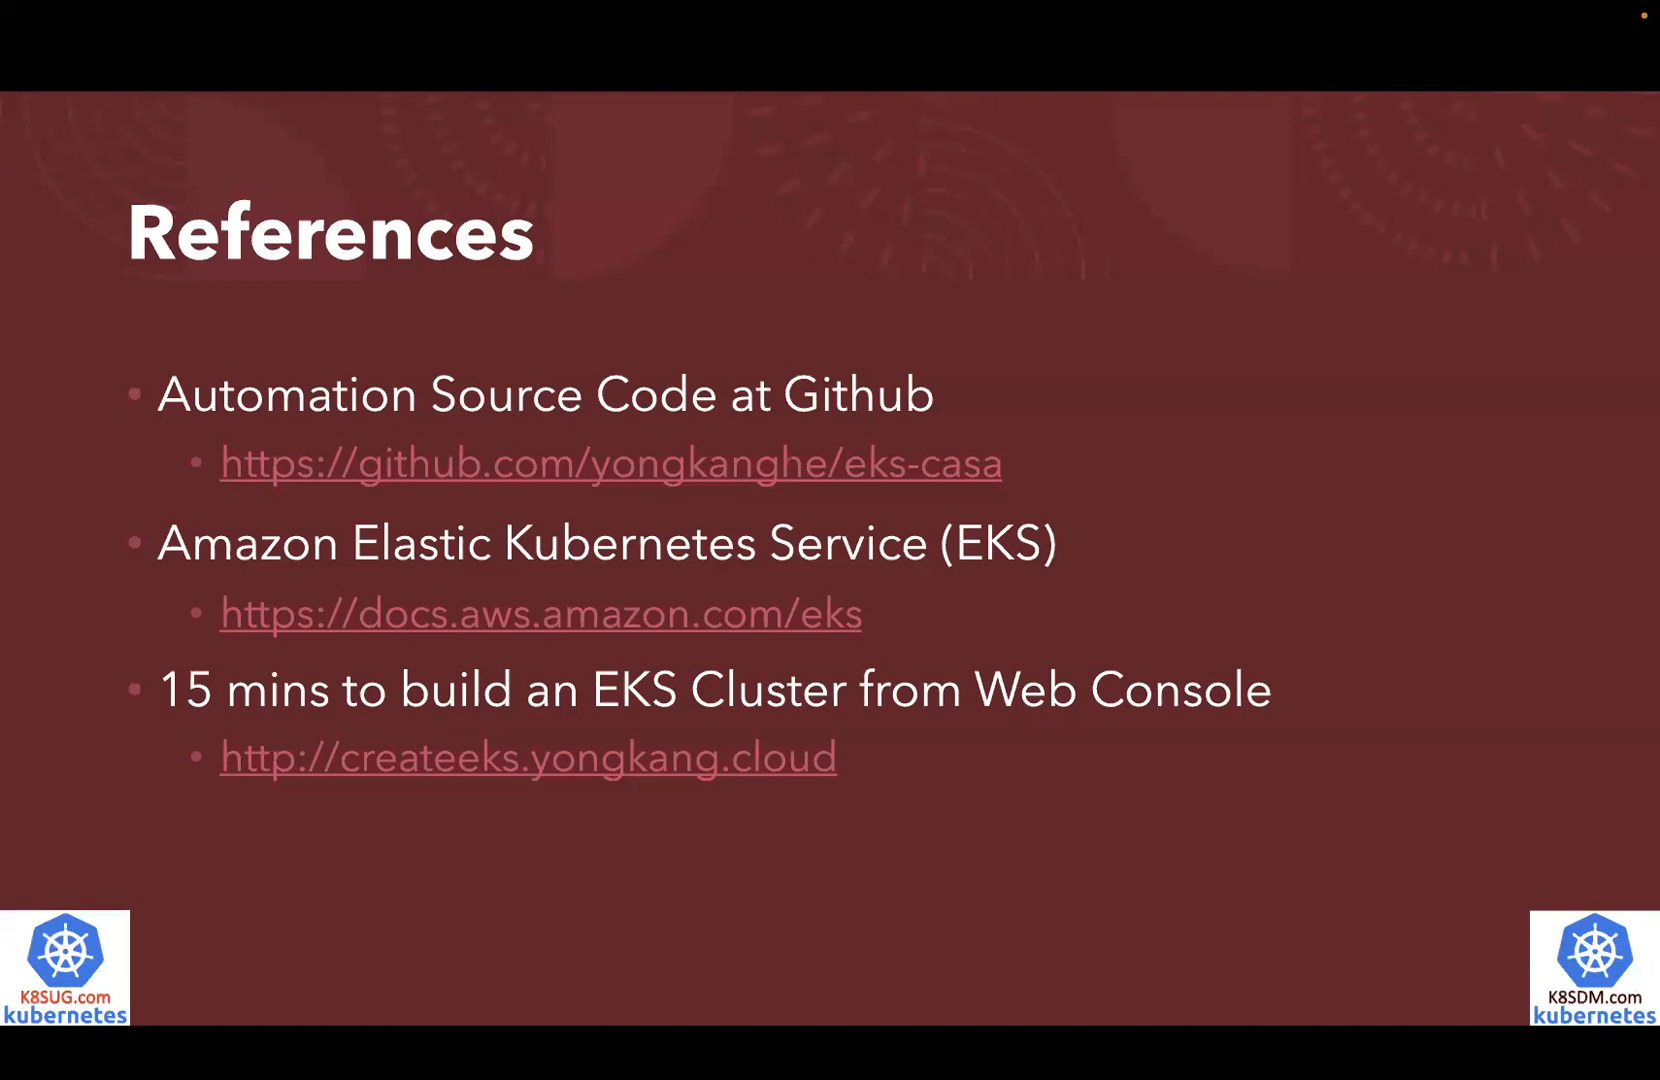 References
• Automation Source Code at Github
• https://github.com/yongkanghe/eks-casa
• Amazon Elastic Kubernetes Service (EKS)
• https://docs.aws.amazon.com/eks
• 15 mins to build an EKS Cluster from Web Console
• http://createeks.yongkang.cloud
K8SUG.com
kubernetes
K8SDM.com
kubernetes